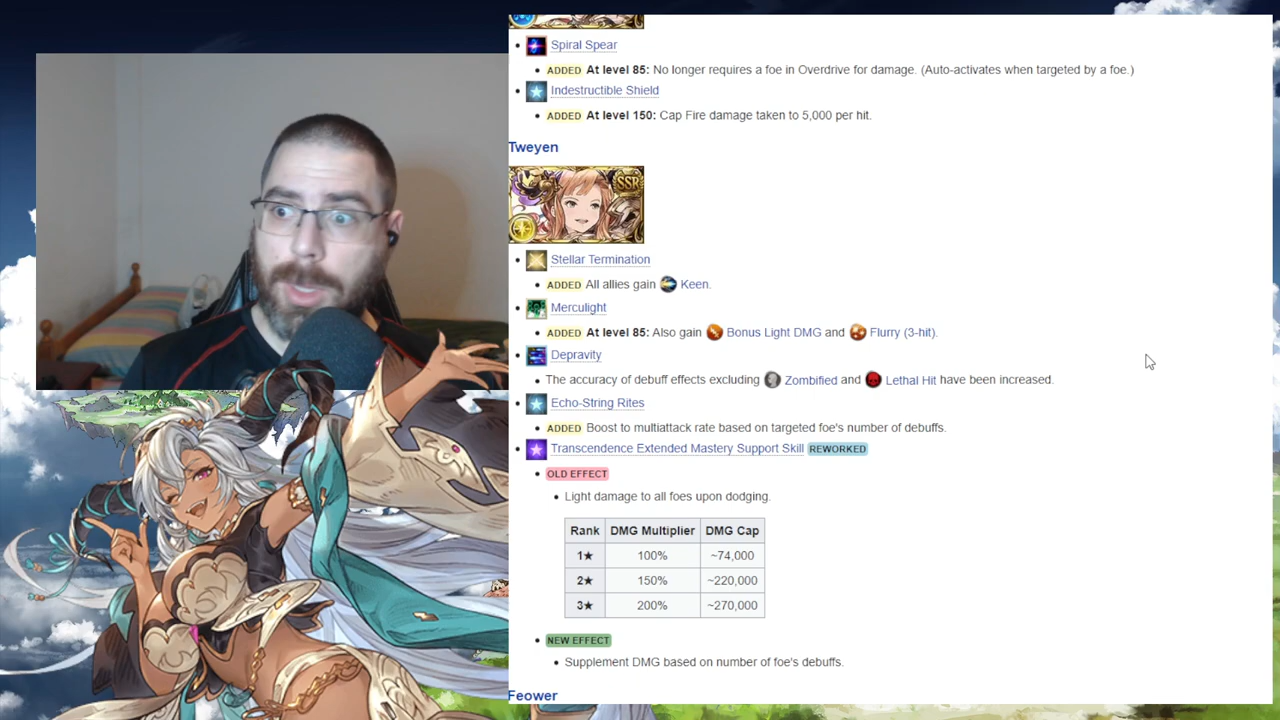 Spiral Spear
ADDED At level 85: No longer requires a foe in Overdrive for damage. (Auto-activates when targeted by a foe.)
Indestructible Shield
ADDED At level 150: Cap Fire damage taken to 5,000 per hit.
Tweyen
SSR
Stellar Termination
ADDED All allies gain Keen.
Merculight
ADDED At level 85: Also gain Bonus Light DMG and Flurry (3-hit).
Depravity
The accuracy of debuff effects excluding Zombified and Lethal Hit have been increased.
Echo-String Rites
ADDED Boost to multiattack rate based on targeted foe's number of debuffs.
Transcendence Extended Mastery Support Skill REWORKED
OLD EFFECT
Light damage to all foes upon dodging.
Rank DMG Multiplier DMG Cap
1★ 100% ~74,000
2★ 150% ~220,000
3★ 200% ~270,000
NEW EFFECT
Supplement DMG based on number of foe's debuffs.
Feower